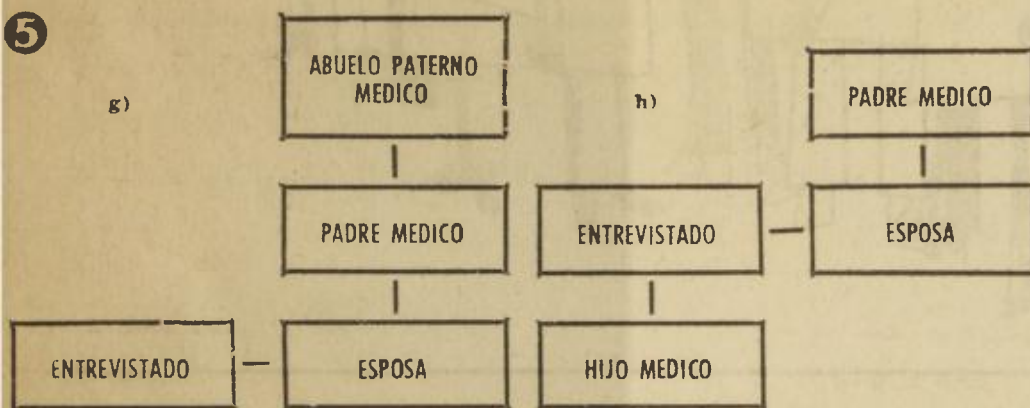 5
g)
ABUELO PATERNO
MEDICO
PADRE MEDICO
ENTREVISTADO
ESPOSA
h)
PADRE MEDICO
ENTREVISTADO
ESPOSA
HIJO MEDICO